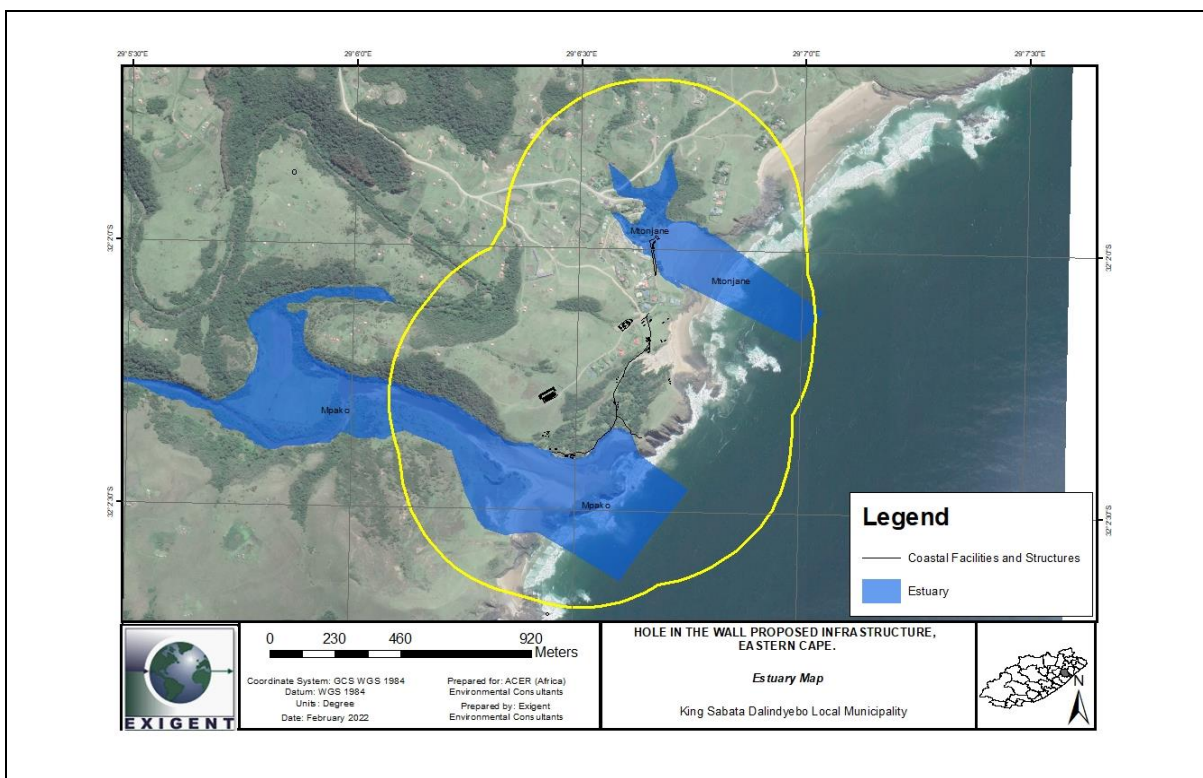 29°5'30"E 29°6'0"E 29°6'30"E 29°7'0"E 29°7'30"E
32°2'0"S
32°2'0"S
32°2'30"S
32°2'30"S
Mtonjane
Mtonjane
Mpako
Mpako
Legend
Coastal Facilities and Structures
Estuary
EXIGENT
0 230 460 920
Meters
Coordinate System: GCS WGS 1984
Datum: WGS 1984
Units: Degree
Date: February 2022
Prepared for: ACER (Africa)
Environmental Consultants
Prepared by: Exigent
Environmental Consultants
HOLE IN THE WALL PROPOSED INFRASTRUCTURE,
EASTERN CAPE.
Estuary Map
King Sabata Dalindyebo Local Municipality
N